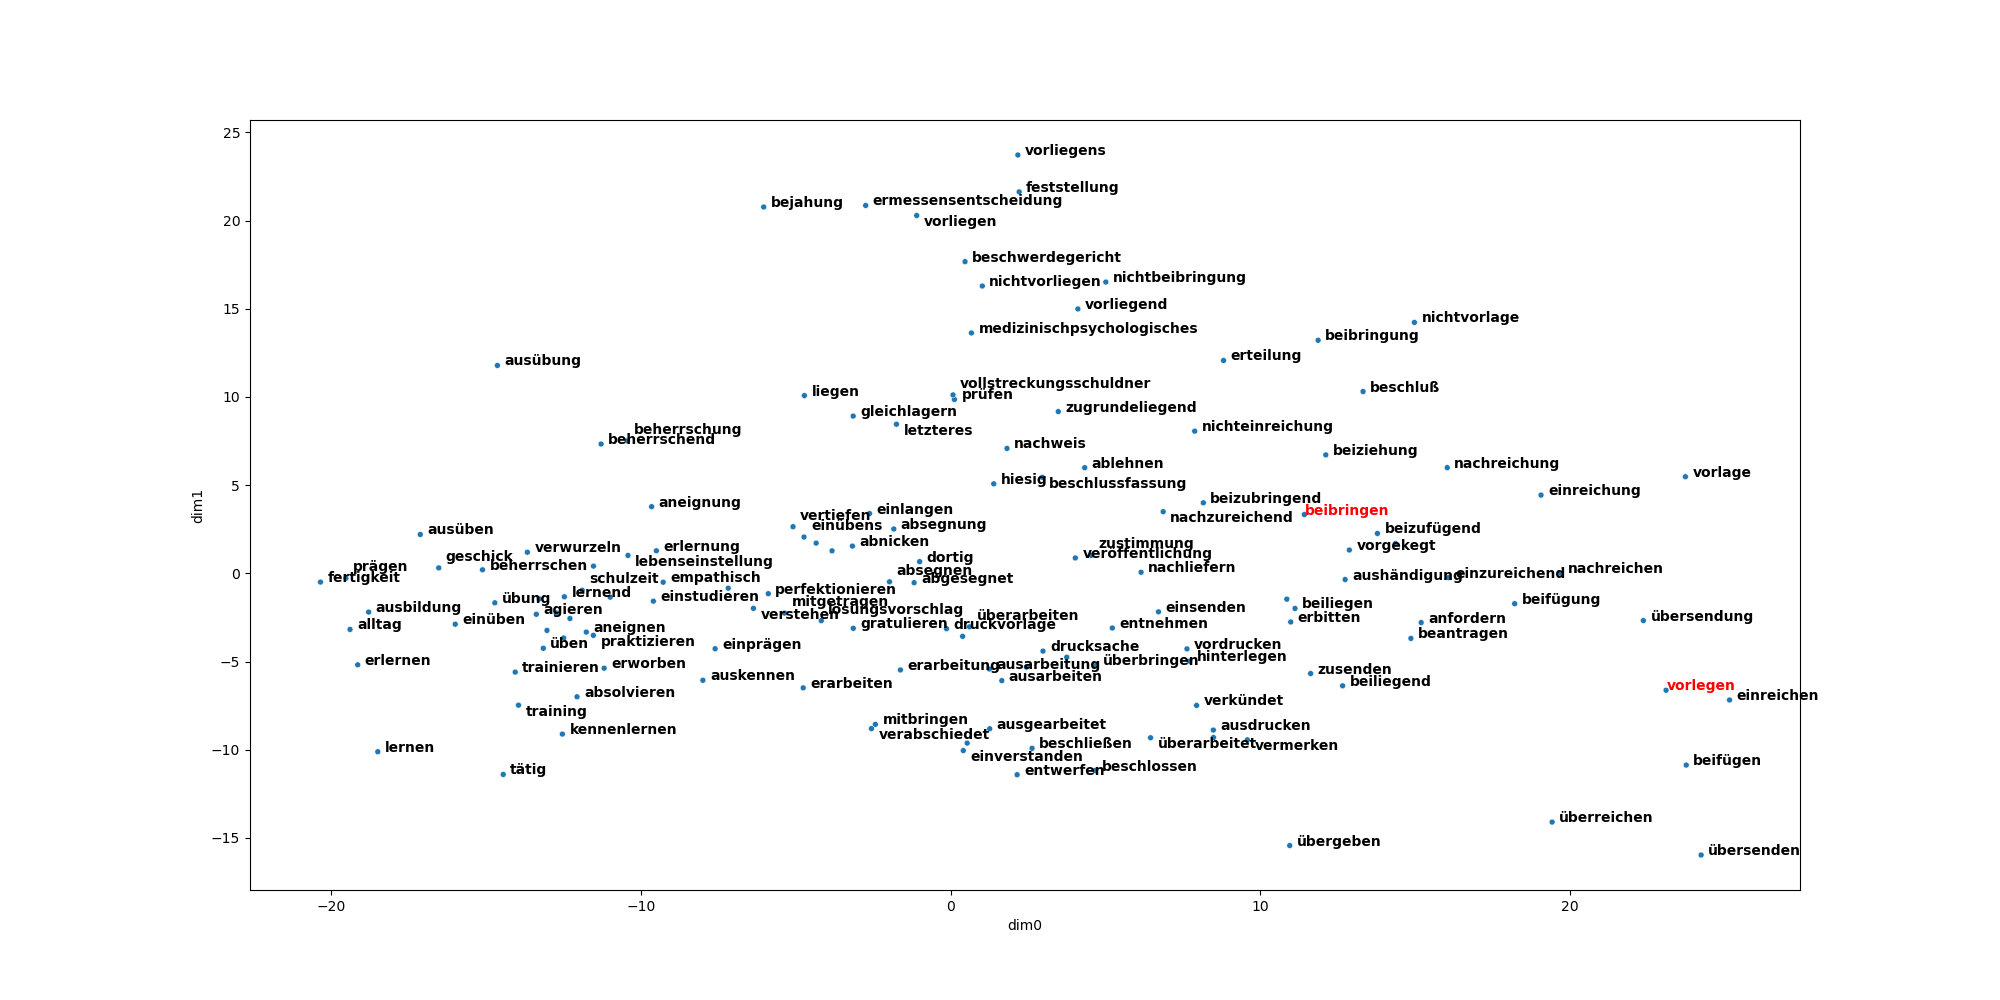 25
20
15
10
5
0
−5
−10
−15
dim1
vorliegens
feststellung
bejahung
ermessensentscheidung
vorliegen
beschwerdegericht
nichtvorliegen
nichtbeibringung
vorliegend
nichtvorlage
medizinischpsychologisches
beibringung
erteilung
ausübung
vollstreckungsschuldner
beschluß
liegen
prüfen
gleichlagern
zugrundeliegend
letzteres
nichteinreichung
beherrschung
beherrschend
nachweis
beiziehung
ablehnen
nachreichung
vorlage
hiesig
beschlussfassung
einreichung
aneignung
beizubringend
beibringen
einlangen
vertiefen
nachzureichend
einübens
absegnung
ausüben
beizufügend
abnicken
zustimmung
verwurzeln
erlernung
vorgekegt
veröffentlichung
geschick
dortig
lebenseinstellung
prägen
beherrschen
absegnen
nachliefern
nachreichen
fertigkeit
schulzeit
empathisch
abgesegnet
aushändigung
einzureichend
perfektionieren
lernend
übung
einstudieren
mitgetragen
beifügung
beiliegen
ausbildung
agieren
verstehen
lösungsvorschlag
überarbeiten
einsenden
erbitten
anfordern
übersendung
alltag
einüben
aneignen
gratulieren
druckvorlage
entnehmen
beantragen
üben
praktizieren
einprägen
drucksache
vordrucken
hinterlegen
erlernen
trainieren
erworben
erarbeitung
ausarbeitung
überbringen
zusenden
auskennen
erarbeiten
ausarbeiten
beiliegend
vorlegen
einreichen
absolvieren
verkündet
training
kennenlernen
mitbringen
verabschiedet
ausgearbeitet
ausdrucken
lernen
beschließen
überarbeitet
vermerken
einverstanden
tätig
entwerfen
beschlossen
beifügen
überreichen
übergeben
übersenden
−20
−10
0
10
20
dim0